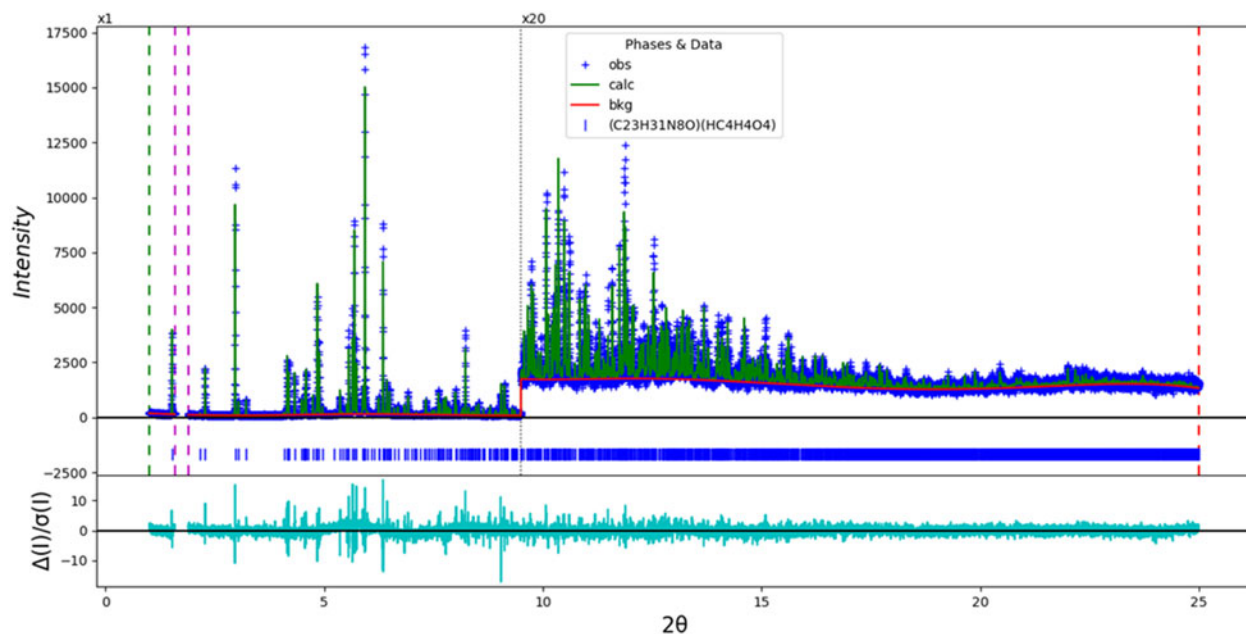 x1
x20
17500
15000
12500
10000
7500
5000
2500
0
−2500
Intensity
Phases & Data
obs
calc
bkg
(C23H31N8O)(HC4H4O4)
10
0
−10
Δ(I)/σ(I)
0
5
10
15
20
25
2θ